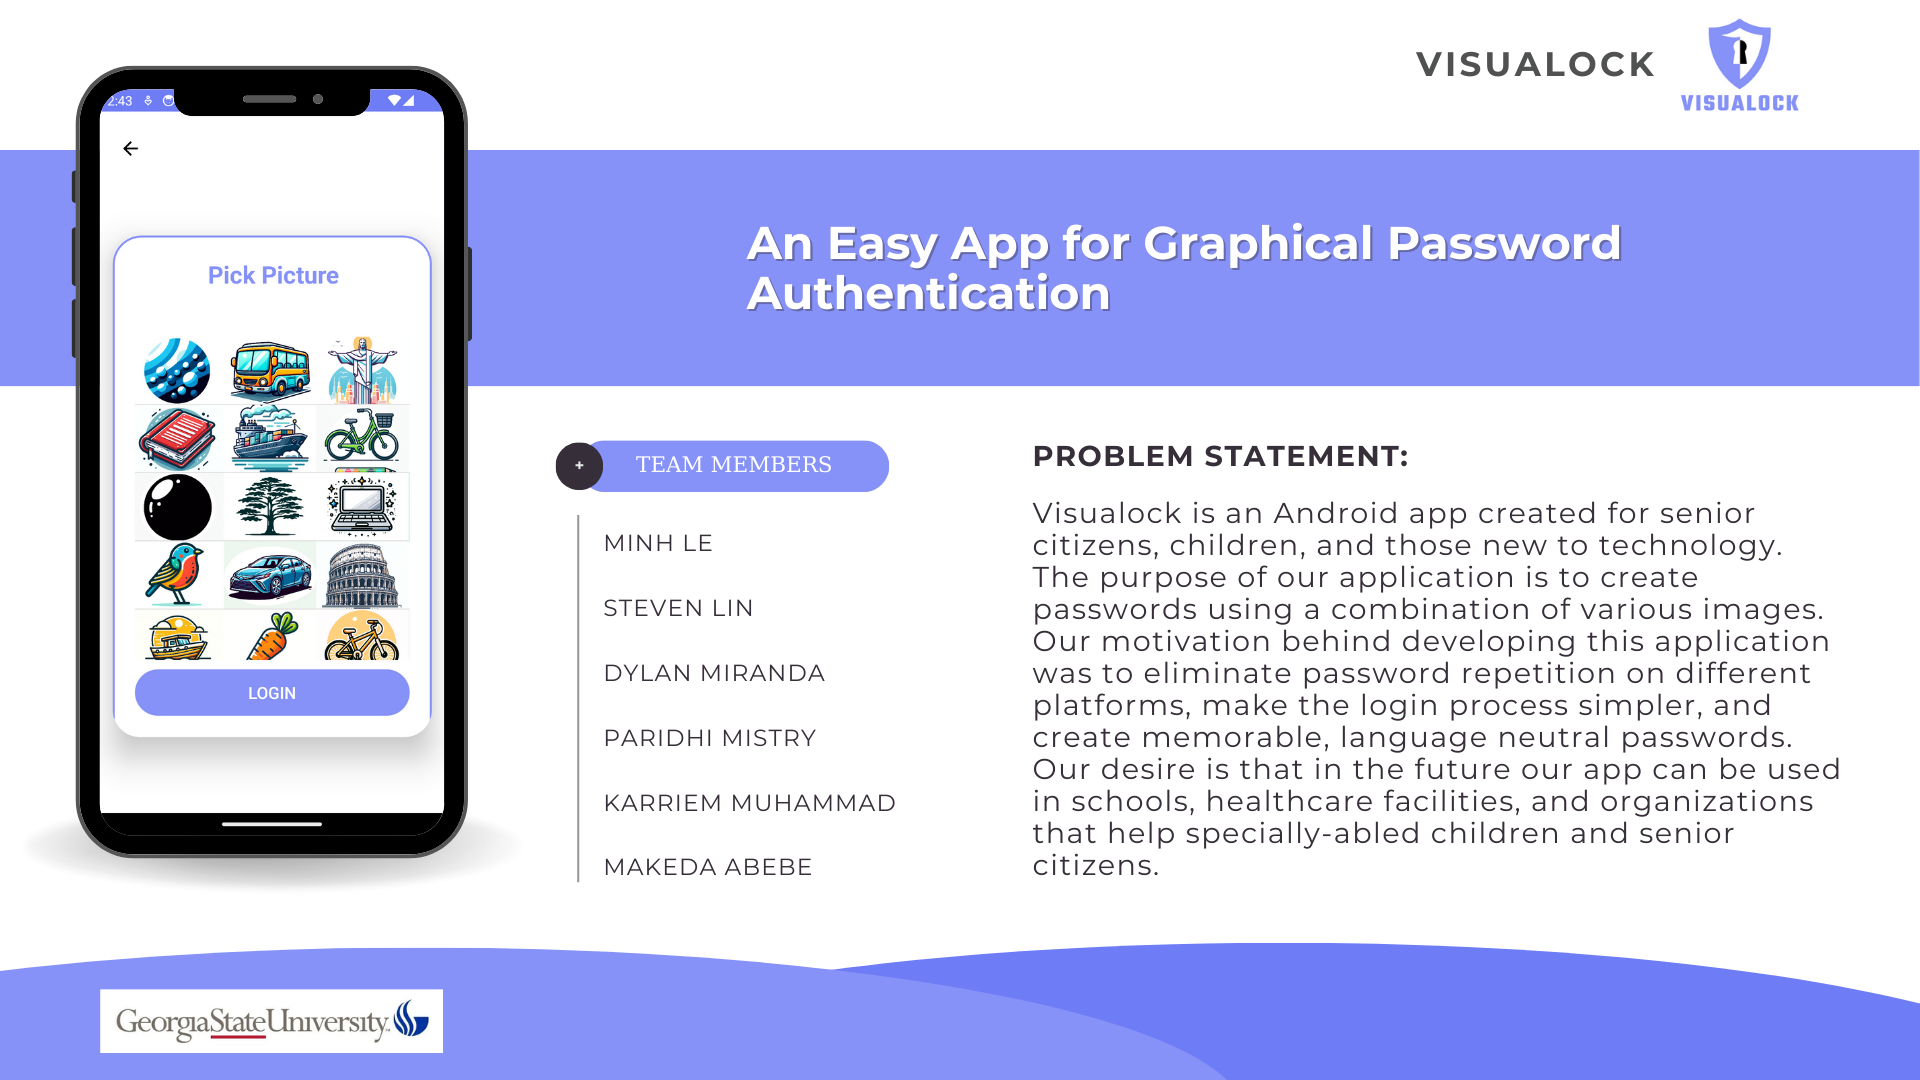 VISUALOCK
VISUALOCK
2:43
Pick Picture
LOGIN
An Easy App for Graphical Password
Authentication
+
TEAM MEMBERS
MINH LE
STEVEN LIN
DYLAN MIRANDA
PARIDHI MISTRY
KARRIEM MUHAMMAD
MAKEDA ABEBE
PROBLEM STATEMENT:
Visualock is an Android app created for senior
citizens, children, and those new to technology.
The purpose of our application is to create
passwords using a combination of various images.
Our motivation behind developing this application
was to eliminate password repetition on different
platforms, make the login process simpler, and
create memorable, language neutral passwords.
Our desire is that in the future our app can be used
in schools, healthcare facilities, and organizations
that help specially-abled children and senior
citizens.
GeorgiaStateUniversity.